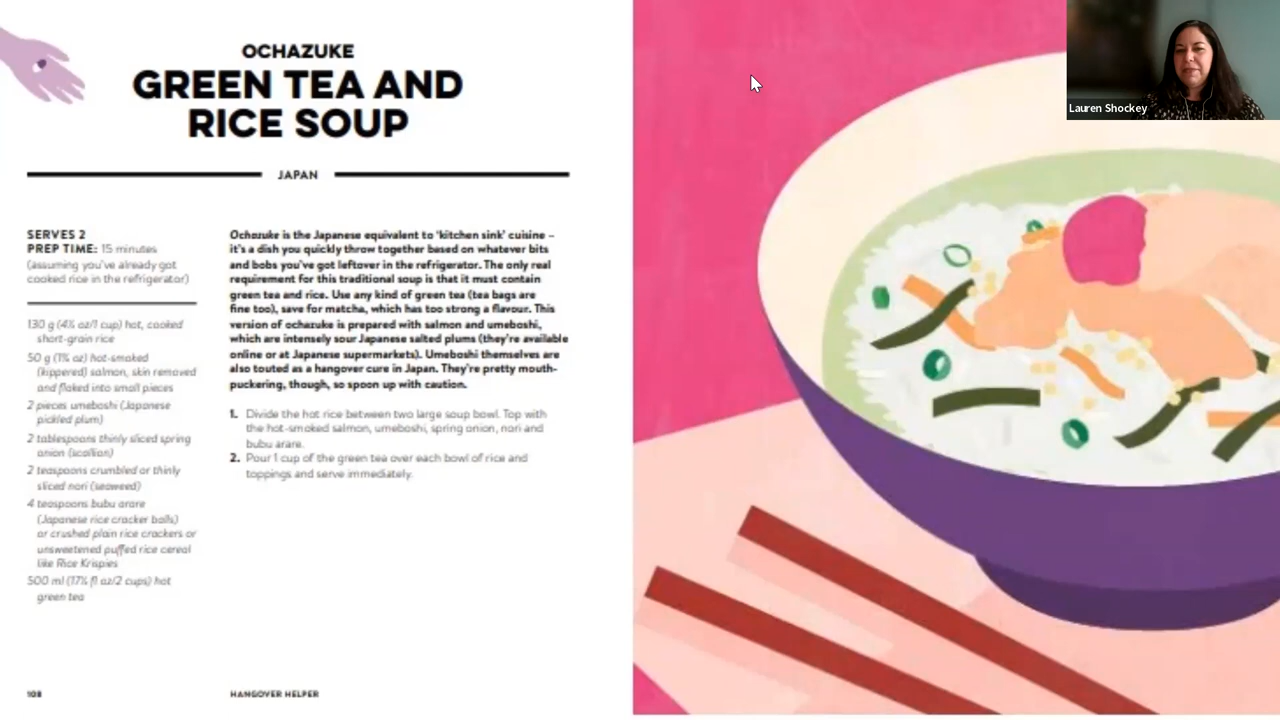 OCHAZUKE
GREEN TEA AND
RICE SOUP
JAPAN
SERVES 2
PREP TIME: 15 minutes
(assuming you've already got
cooked rice in the refrigerator)
130 g (4½ oz/1 cup) hot, cooked
short-grain rice
50 g (1¾ oz) hot-smoked
(kippered) salmon, skin removed
and flaked into small pieces
2 pieces umeboshi (Japanese
pickled plum)
2 tablespoons thinly sliced spring
onion (scallion)
2 teaspoons crumbled or thinly
sliced nori (seaweed)
4 teaspoons bubu arare
(Japanese rice cracker balls)
or crushed plain rice crackers or
unsweetened puffed rice cereal
like Rice Krispies
500 ml (17½ fl oz/2 cups) hot
green tea
Ochazuke is the Japanese equivalent to 'kitchen sink' cuisine –
it's a dish you quickly throw together based on whatever bits
and bobs you've got leftover in the refrigerator. The only real
requirement for this traditional soup is that it must contain
green tea and rice. Use any kind of green tea (tea bags are
fine too), save for matcha, which has too strong a flavour. This
version of ochazuke is prepared with salmon and umeboshi,
which are intensely sour Japanese salted plums (they're available
online or at Japanese supermarkets). Umeboshi themselves are
also touted as a hangover cure in Japan. They're pretty mouth-
puckering, though, so spoon up with caution.
1. Divide the hot rice between two large soup bowl. Top with
the hot-smoked salmon, umeboshi, spring onion, nori and
bubu arare.
2. Pour 1 cup of the green tea over each bowl of rice and
toppings and serve immediately.
108
HANGOVER HELPER
Lauren Shockey